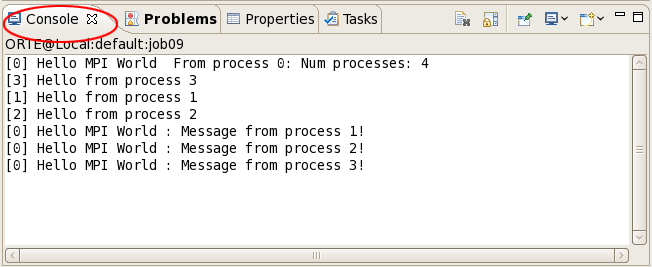 Console Problems Properties Tasks
ORTE@Local:default:job09
[0] Hello MPI World  From process 0: Num processes: 4
[3] Hello from process 3
[1] Hello from process 1
[2] Hello from process 2
[0] Hello MPI World : Message from process 1!
[0] Hello MPI World : Message from process 2!
[0] Hello MPI World : Message from process 3!